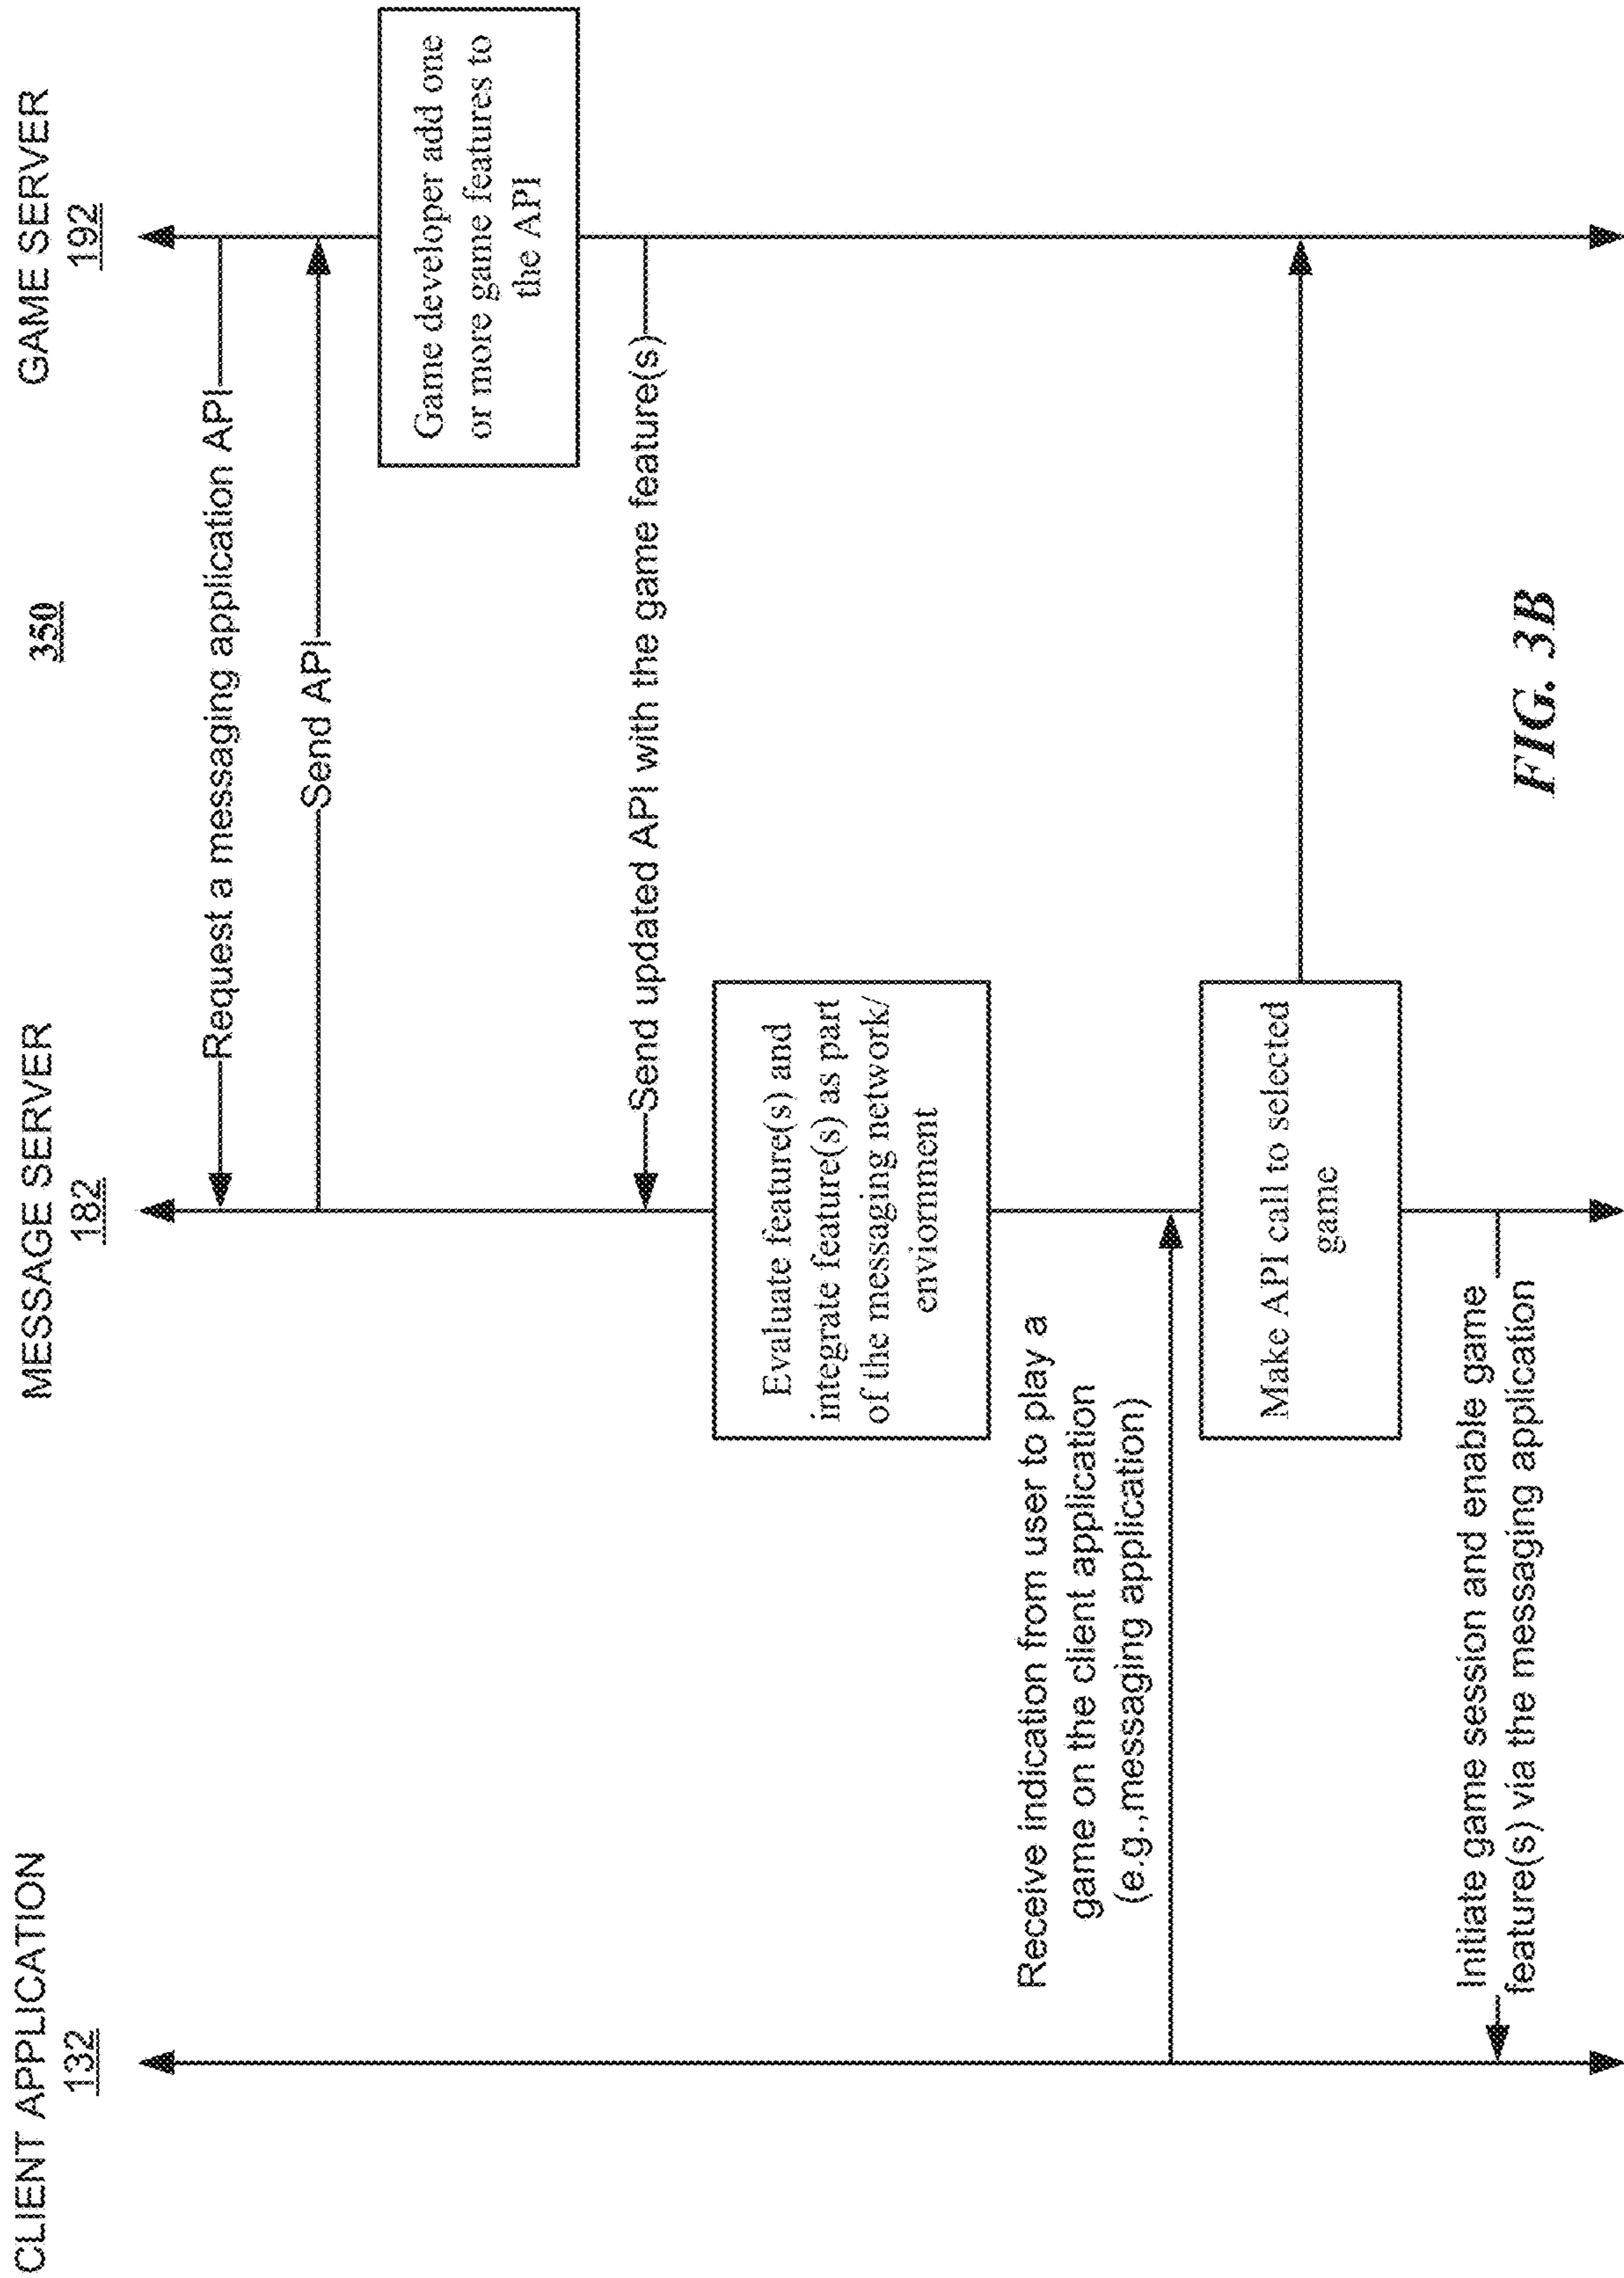 CLIENT APPLICATION
132
MESSAGE SERVER
182
350
GAME SERVER
192
Request a messaging application API
Send API
Game developer add one
or more game features to
the API
Send updated API with the game feature(s)
Evaluate feature(s) and
integrate feature(s) as part
of the messaging network/
enviornment
Receive indication from user to play a
game on the client application
(e.g.,messaging application)
Make API call to selected
game
Initiate game session and enable game
feature(s) via the messaging application
FIG. 3B